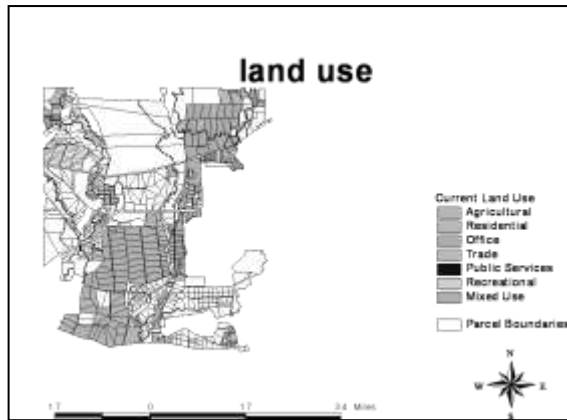 land use
Current Land Use
Agricultural
Residential
Office
Trade
Public Services
Recreational
Mixed Use
Parcel Boundaries
N
W E
S
17 0 17 34 Miles